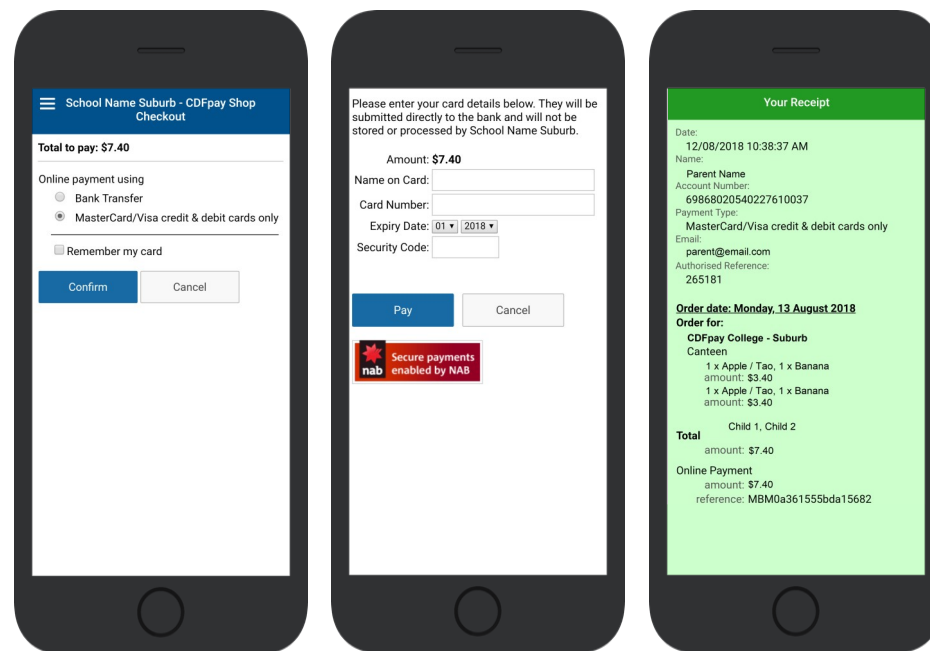 School Name Suburb - CDFpay Shop
Checkout
Total to pay: $7.40
Online payment using
Bank Transfer
MasterCard/Visa credit & debit cards only
Remember my card
Confirm
Cancel
Please enter your card details below. They will be
submitted directly to the bank and will not be
stored or processed by School Name Suburb.
Amount: $7.40
Name on Card:
Card Number:
Expiry Date: 01 2018
Security Code:
Pay
Cancel
nab
Secure payments
enabled by NAB
Your Receipt
Date:
12/08/2018 10:38:37 AM
Name:
Parent Name
Account Number:
69868020540227610037
Payment Type:
MasterCard/Visa credit & debit cards only
Email:
parent@email.com
Authorised Reference:
265181
Order date: Monday, 13 August 2018
Order for:
CDFpay College - Suburb
Canteen
1 x Apple / Tao, 1 x Banana
amount: $3.40
1 x Apple / Tao, 1 x Banana
amount: $3.40
Child 1, Child 2
Total
amount: $7.40
Online Payment
amount: $7.40
reference: MBM0a361555bda15682